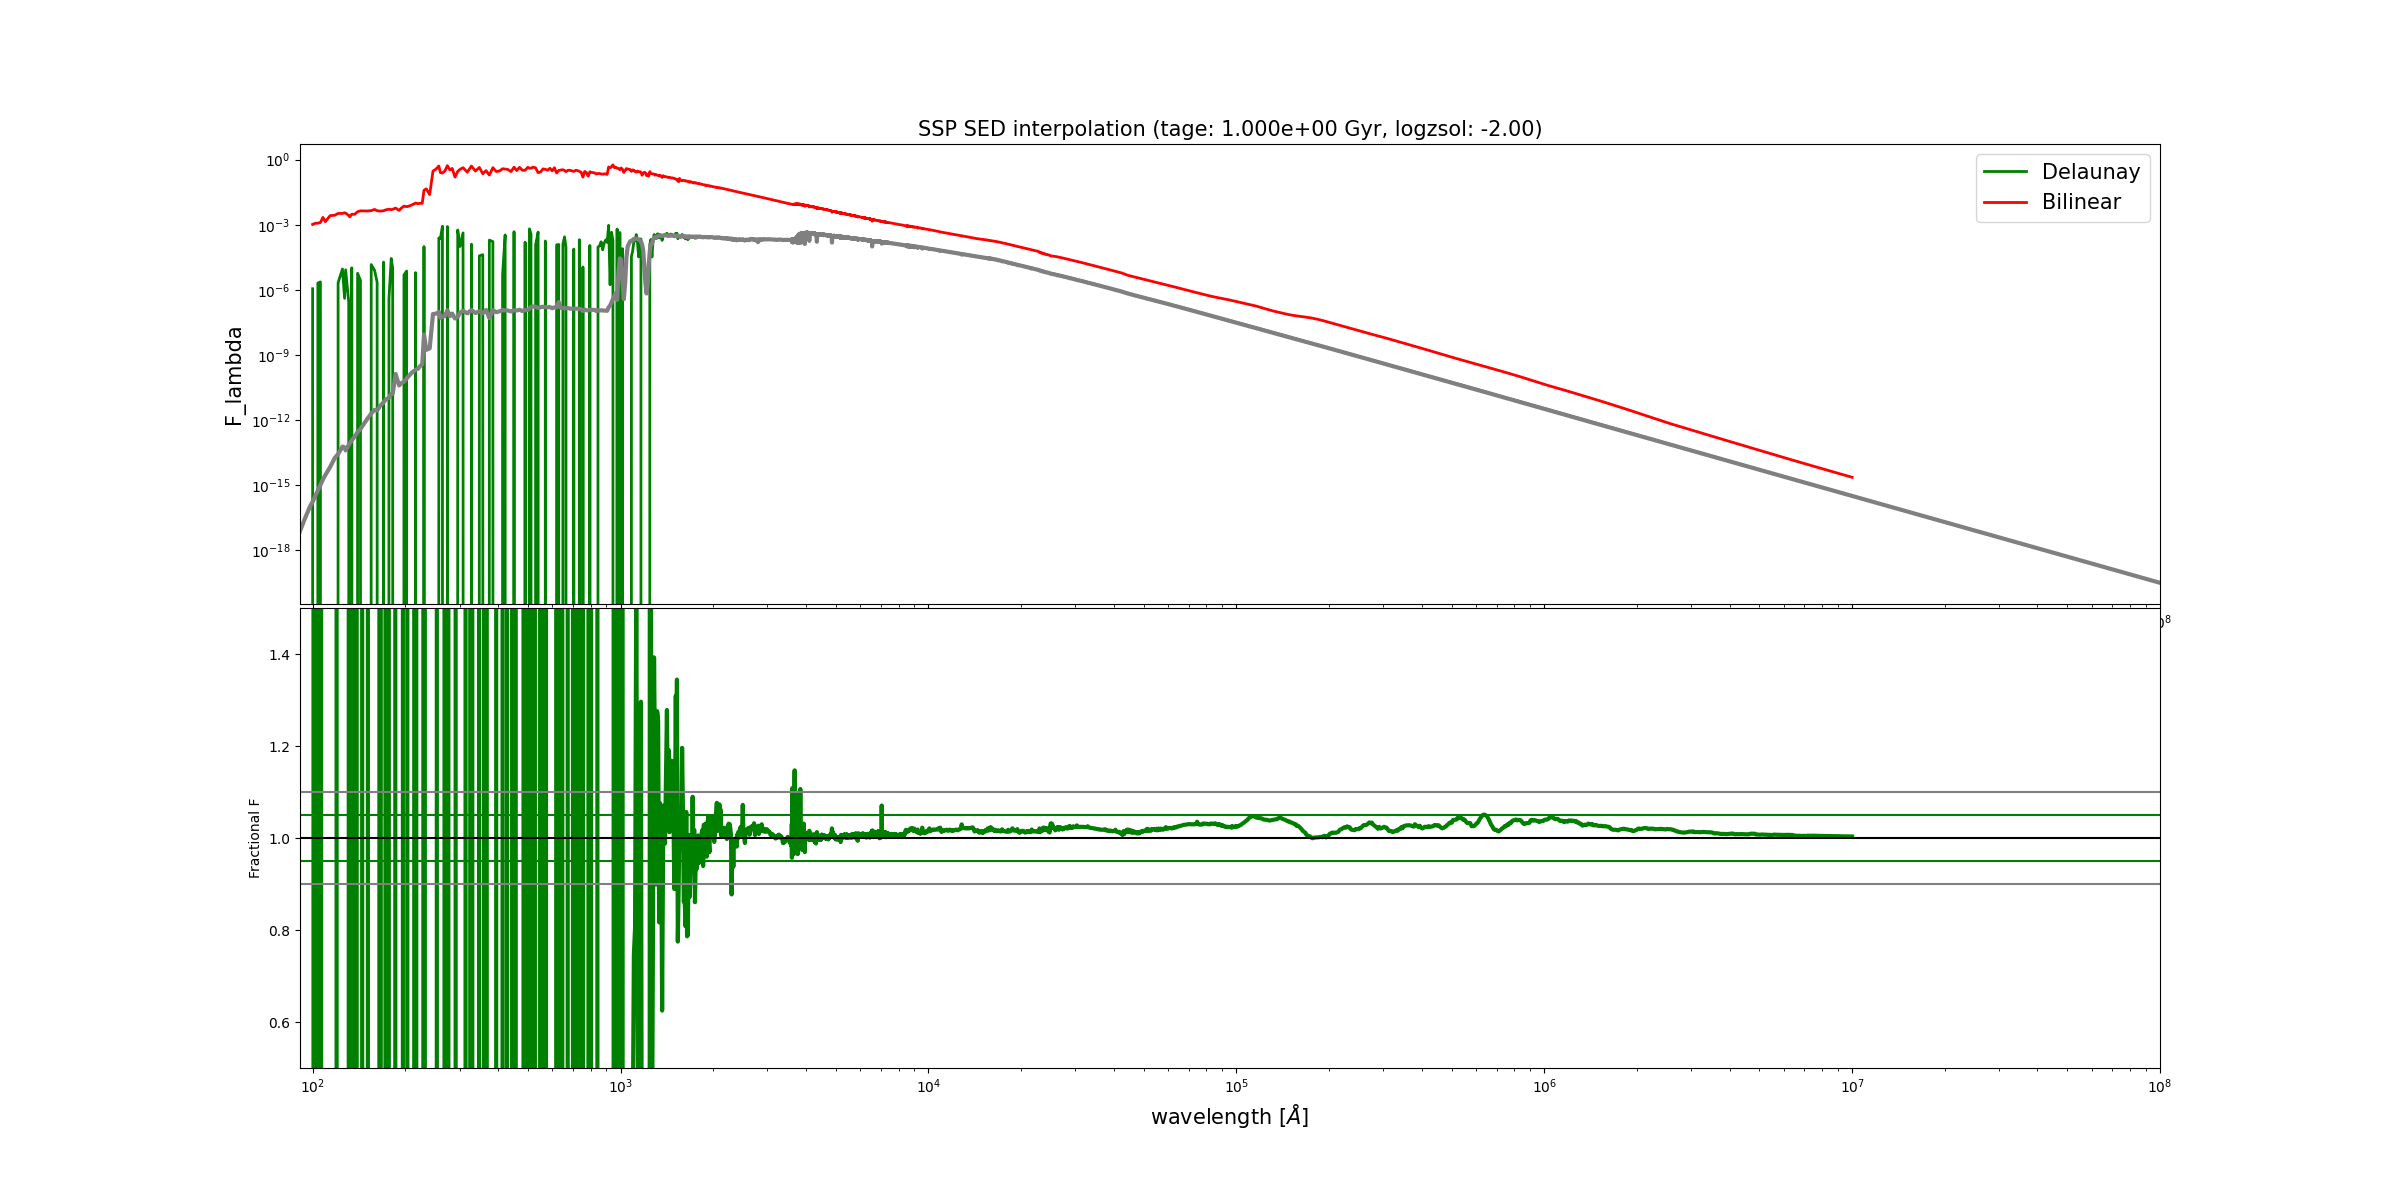 SSP SED interpolation (tage: 1.000e+00 Gyr, logzsol: -2.00)
10^0
10^-3
10^-6
10^-9
10^-12
10^-15
10^-18
F_lambda
Delaunay
Bilinear
1.4
1.2
1.0
0.8
0.6
Fractional F
10^2 10^3 10^4 10^5 10^6 10^7 10^8
wavelength [Å]